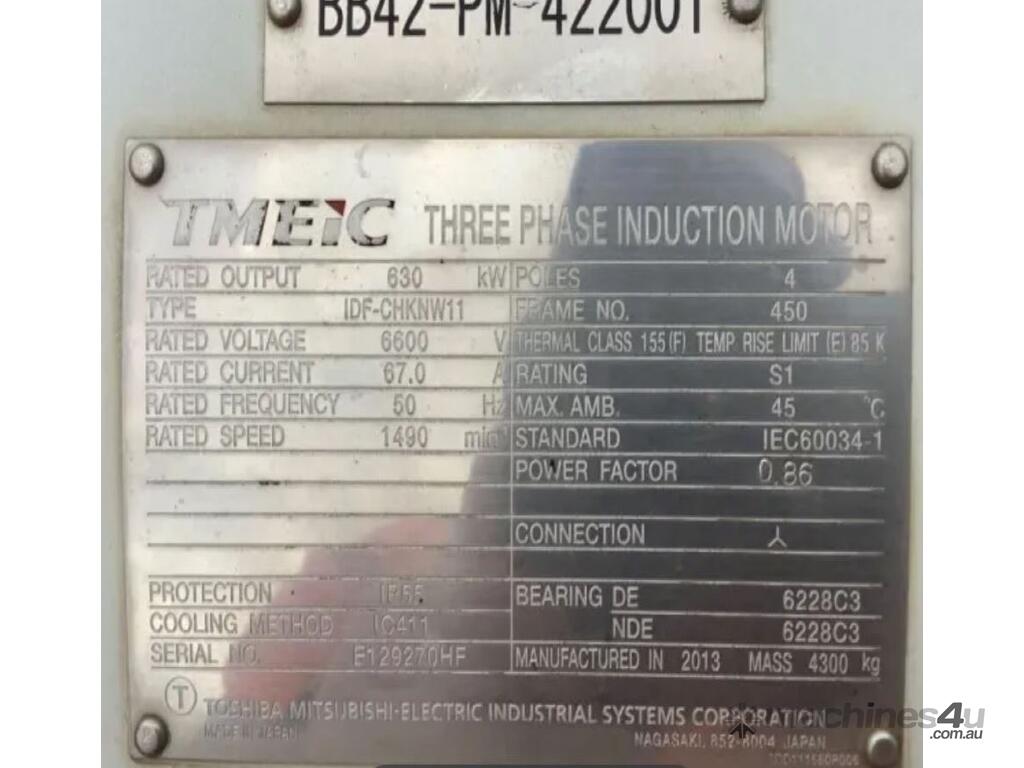 BB42-PM-422001
TMEiC THREE PHASE INDUCTION MOTOR
RATED OUTPUT 630 kW POLES 4
TYPE IDF-CHKNW11 FRAME NO. 450
RATED VOLTAGE 6600 V THERMAL CLASS 155(F) TEMP RISE LIMIT (E) 85 K
RATED CURRENT 67.0 A RATING S1
RATED FREQUENCY 50 Hz MAX. AMB. 45 °C
RATED SPEED 1490 min⁻¹ STANDARD IEC60034-1
POWER FACTOR 0.86
CONNECTION
PROTECTION IP55 BEARING DE 6228C3
COOLING METHOD IC411 NDE 6228C3
SERIAL NO. E129270HF MANUFACTURED IN 2013 MASS 4300 kg
T TOSHIBA MITSUBISHI-ELECTRIC INDUSTRIAL SYSTEMS CORPORATION
MADE IN JAPAN NAGASAKI, 852-8004 JAPAN
machines4u
.com.au